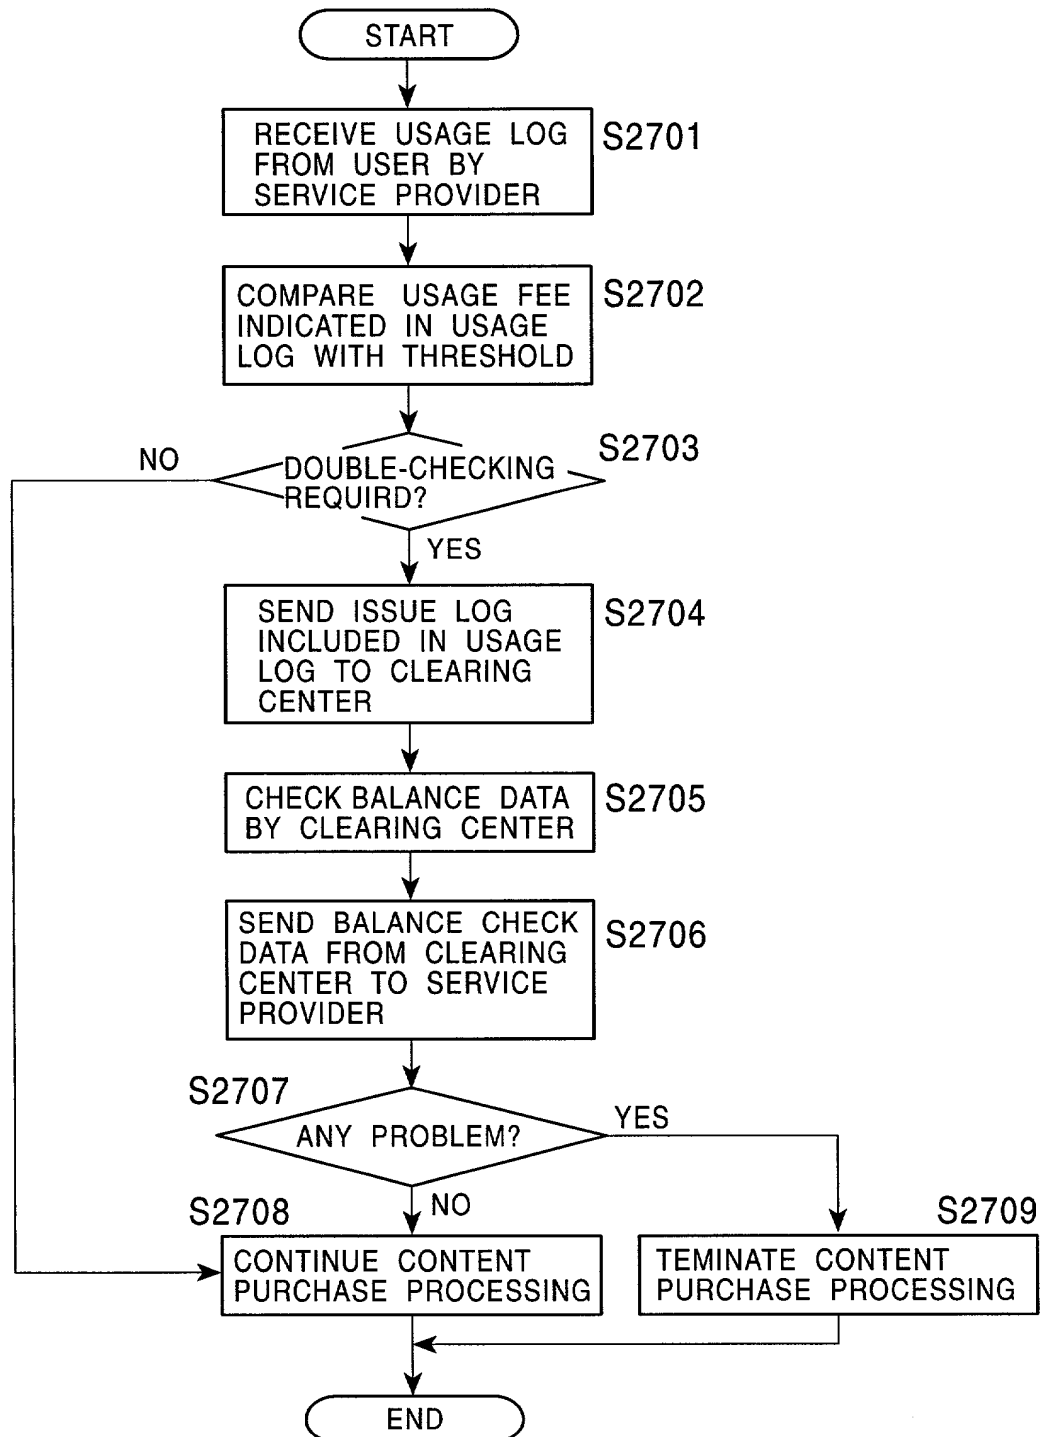 START
RECEIVE USAGE LOG
FROM USER BY
SERVICE PROVIDER
S2701
COMPARE USAGE FEE
INDICATED IN USAGE
LOG WITH THRESHOLD
S2702
S2703
NO
DOUBLE-CHECKING
REQUIRD?
YES
SEND ISSUE LOG
INCLUDED IN USAGE
LOG TO CLEARING
CENTER
S2704
CHECK BALANCE DATA
BY CLEARING CENTER
S2705
SEND BALANCE CHECK
DATA FROM CLEARING
CENTER TO SERVICE
PROVIDER
S2706
S2707
ANY PROBLEM?
YES
NO
S2708
CONTINUE CONTENT
PURCHASE PROCESSING
S2709
TEMINATE CONTENT
PURCHASE PROCESSING
END